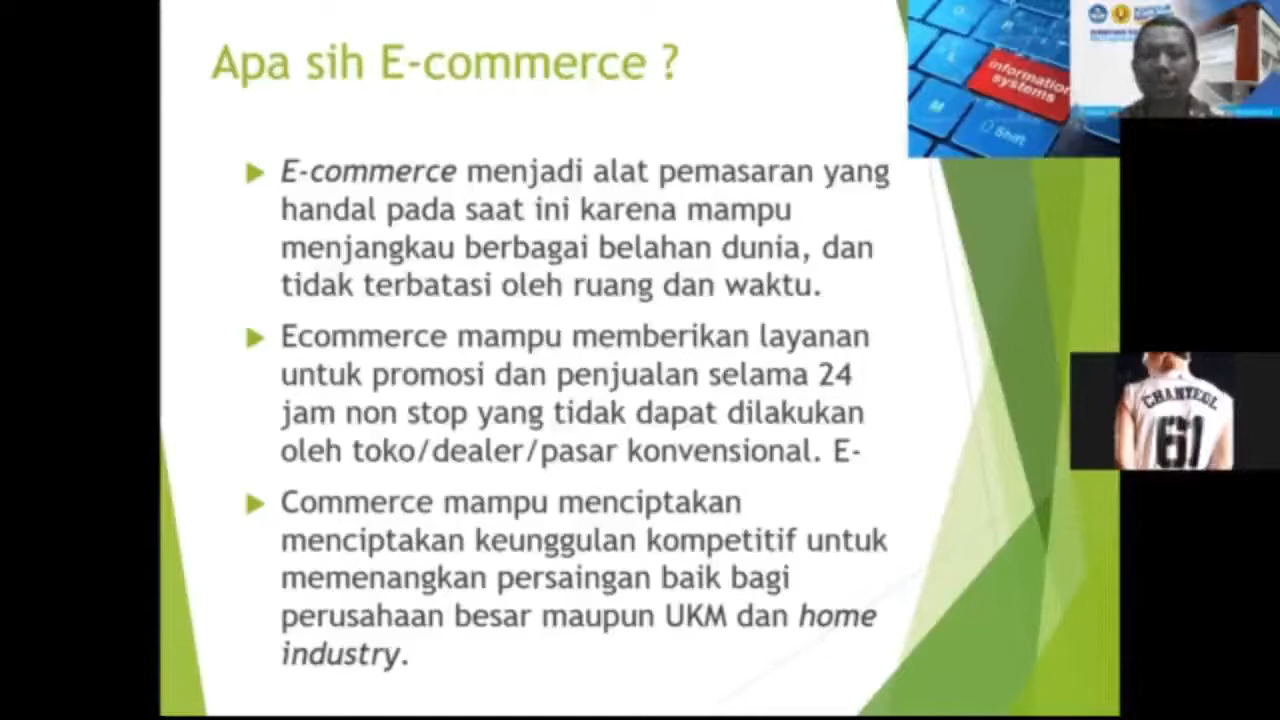 Apa sih E-commerce ?
E-commerce menjadi alat pemasaran yang
handal pada saat ini karena mampu
menjangkau berbagai belahan dunia, dan
tidak terbatasi oleh ruang dan waktu.
Ecommerce mampu memberikan layanan
untuk promosi dan penjualan selama 24
jam non stop yang tidak dapat dilakukan
oleh toko/dealer/pasar konvensional. E-
Commerce mampu menciptakan
menciptakan keunggulan kompetitif untuk
memenangkan persaingan baik bagi
perusahaan besar maupun UKM dan home
industry.
information
systems
M
Shift
CHANYEOL
61